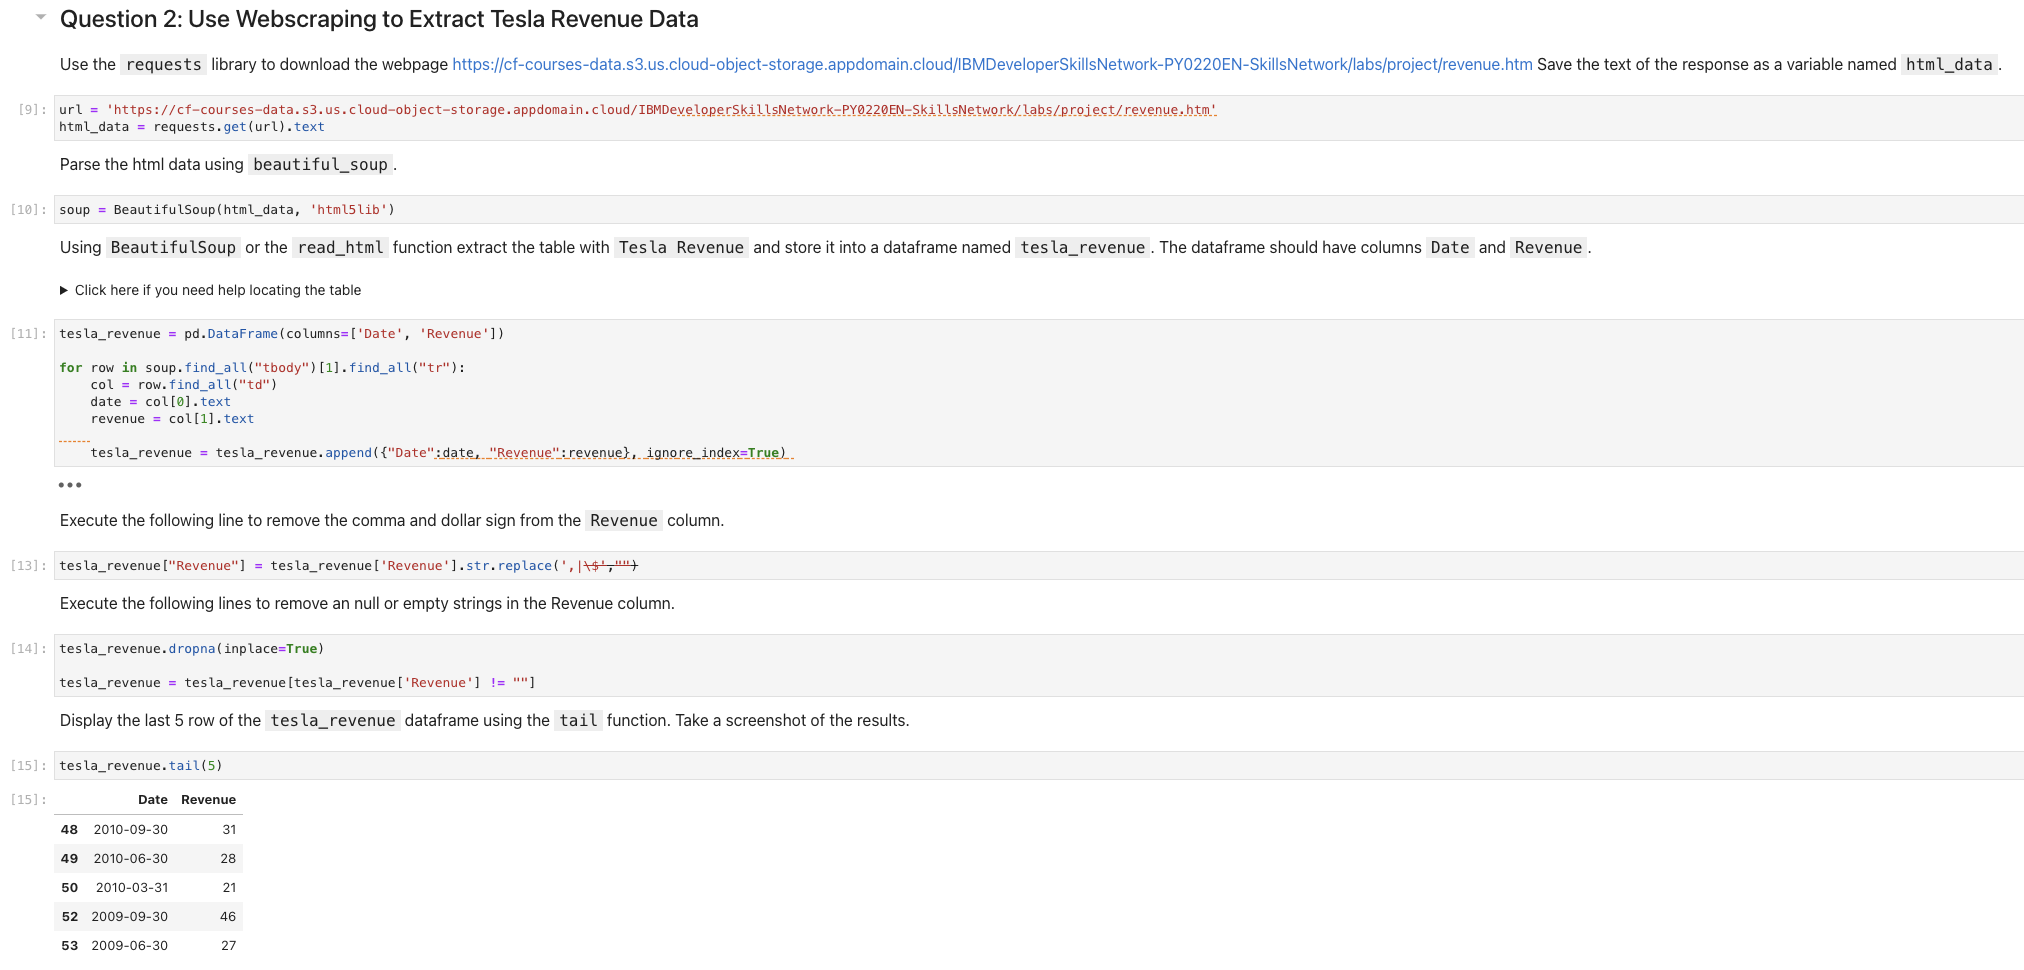 Question 2: Use Webscraping to Extract Tesla Revenue Data
Use the requests library to download the webpage https://cf-courses-data.s3.us.cloud-object-storage.appdomain.cloud/IBMDeveloperSkillsNetwork-PY0220EN-SkillsNetwork/labs/project/revenue.htm Save the text of the response as a variable named html_data.
[9]: url = 'https://cf-courses-data.s3.us.cloud-object-storage.appdomain.cloud/IBMDeveloperSkillsNetwork-PY0220EN-SkillsNetwork/labs/project/revenue.htm'
html_data = requests.get(url).text
Parse the html data using beautiful_soup.
[10]: soup = BeautifulSoup(html_data, 'html5lib')
Using BeautifulSoup or the read_html function extract the table with Tesla Revenue and store it into a dataframe named tesla_revenue. The dataframe should have columns Date and Revenue.
▶ Click here if you need help locating the table
[11]: tesla_revenue = pd.DataFrame(columns=['Date', 'Revenue'])
for row in soup.find_all("tbody")[1].find_all("tr"):
    col = row.find_all("td")
    date = col[0].text
    revenue = col[1].text
    tesla_revenue = tesla_revenue.append({"Date":date, "Revenue":revenue}, ignore_index=True)
•••
Execute the following line to remove the comma and dollar sign from the Revenue column.
[13]: tesla_revenue["Revenue"] = tesla_revenue['Revenue'].str.replace(',|\$',"")
Execute the following lines to remove an null or empty strings in the Revenue column.
[14]: tesla_revenue.dropna(inplace=True)
tesla_revenue = tesla_revenue[tesla_revenue['Revenue'] != ""]
Display the last 5 row of the tesla_revenue dataframe using the tail function. Take a screenshot of the results.
[15]: tesla_revenue.tail(5)
[15]: Date Revenue
48 2010-09-30 31
49 2010-06-30 28
50 2010-03-31 21
52 2009-09-30 46
53 2009-06-30 27